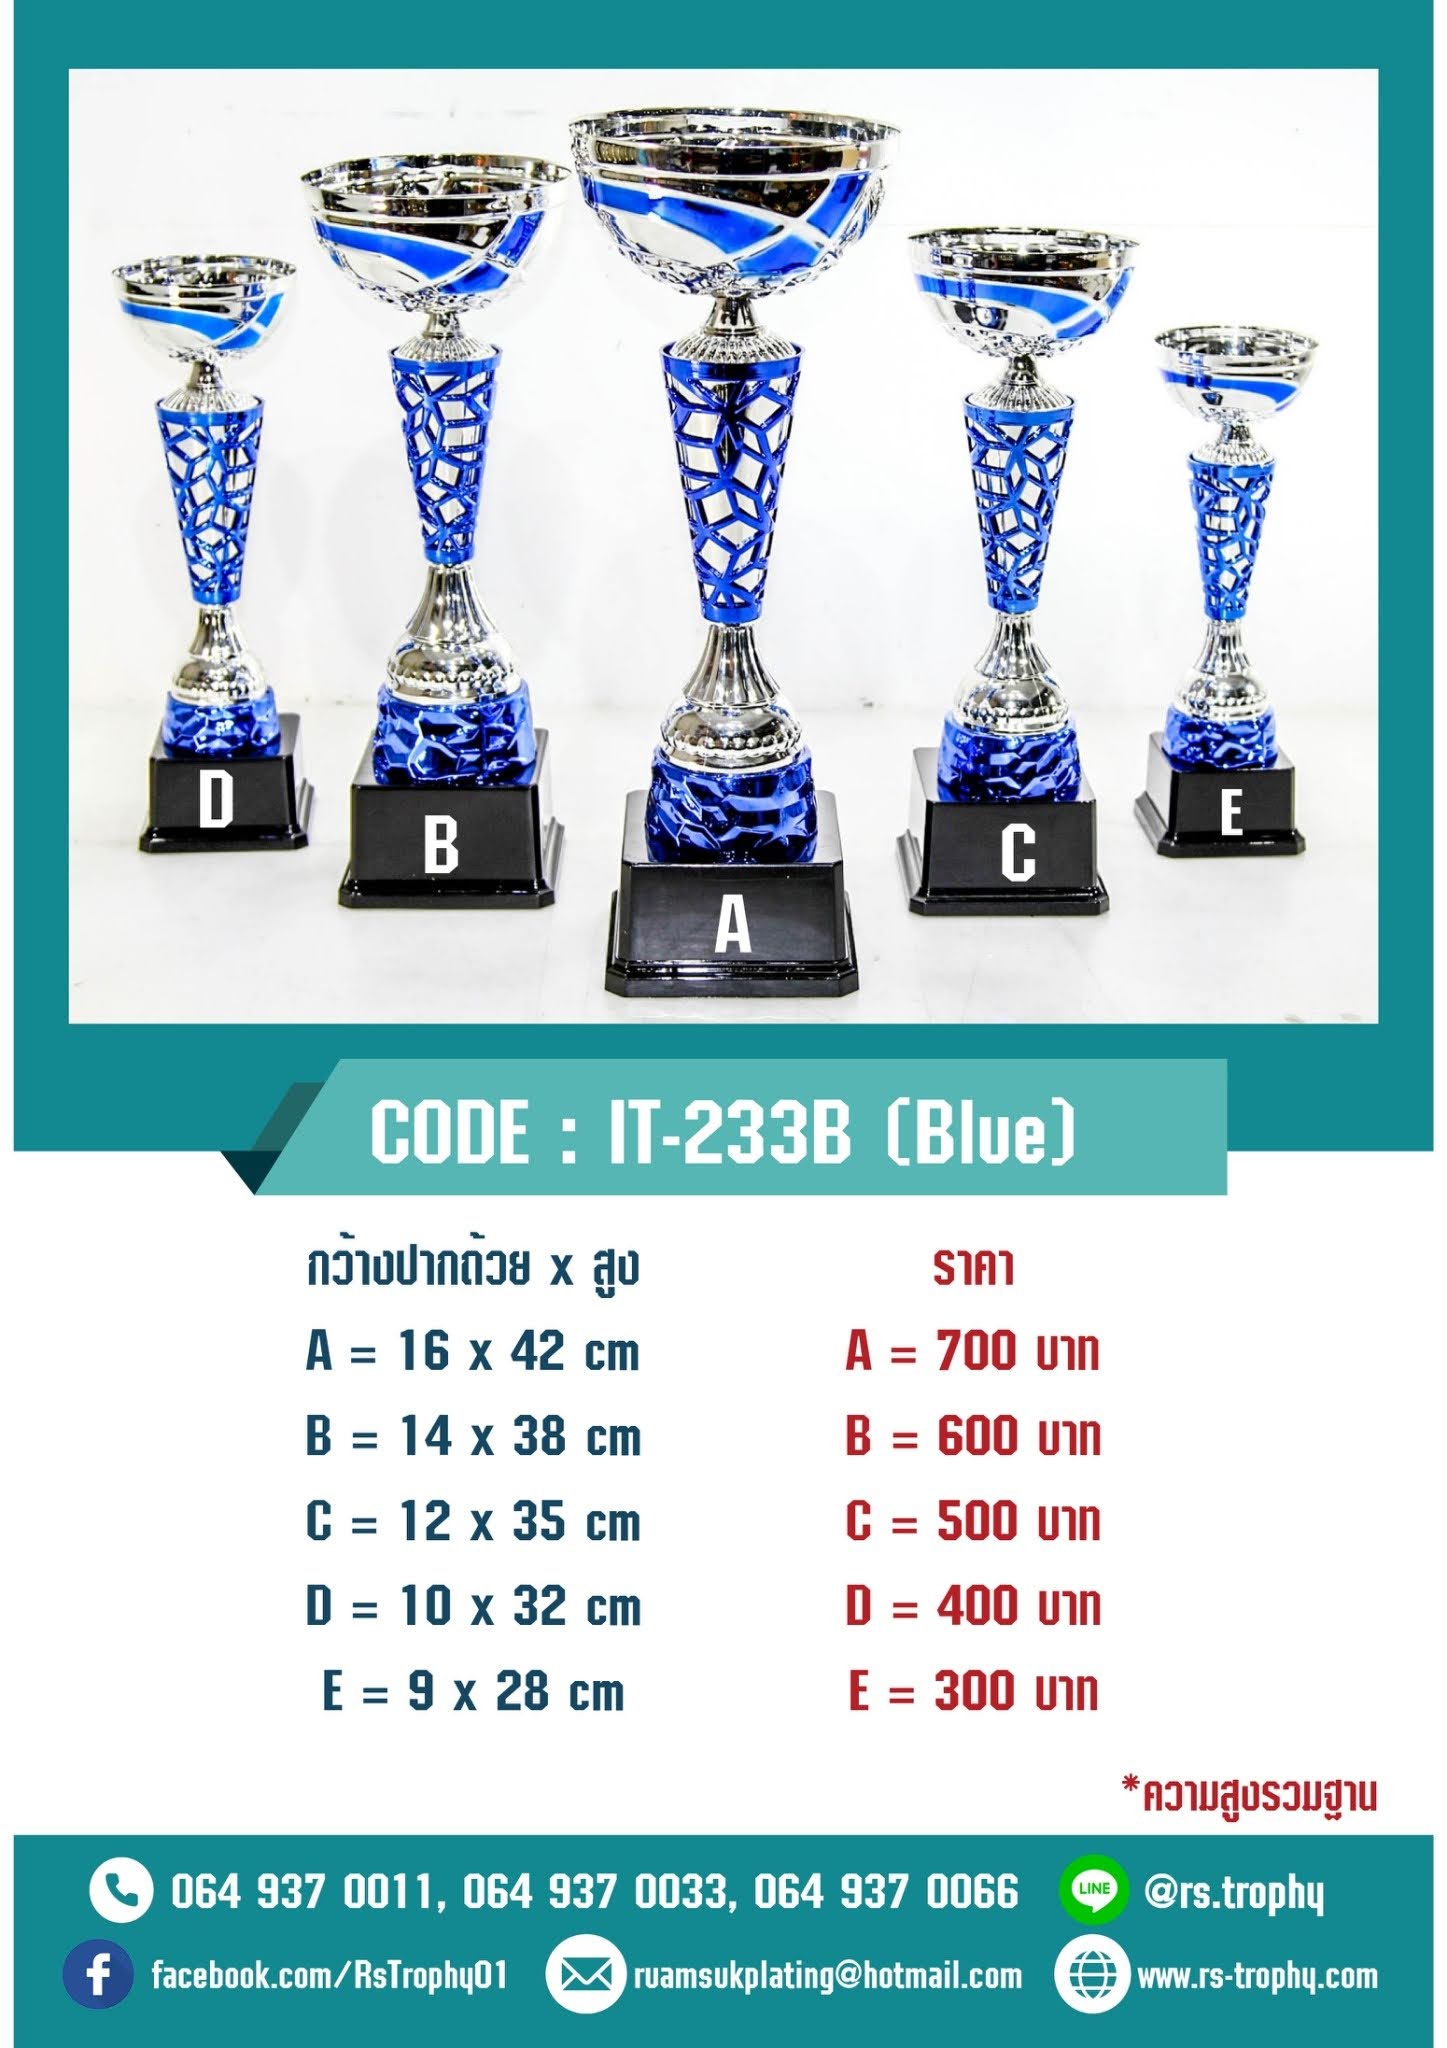 D
B
A
C
E
CODE : IT-233B (Blue)
กว้างปากถ้วย x สูง
A = 16 x 42 cm
B = 14 x 38 cm
C = 12 x 35 cm
D = 10 x 32 cm
E = 9 x 28 cm
ราคา
A = 700 บาท
B = 600 บาท
C = 500 บาท
D = 400 บาท
E = 300 บาท
*ความสูงรวมฐาน
064 937 0011, 064 937 0033, 064 937 0066 LINE @rs.trophy
f facebook.com/RsTrophy01 ruamsukplating@hotmail.com www.rs-trophy.com